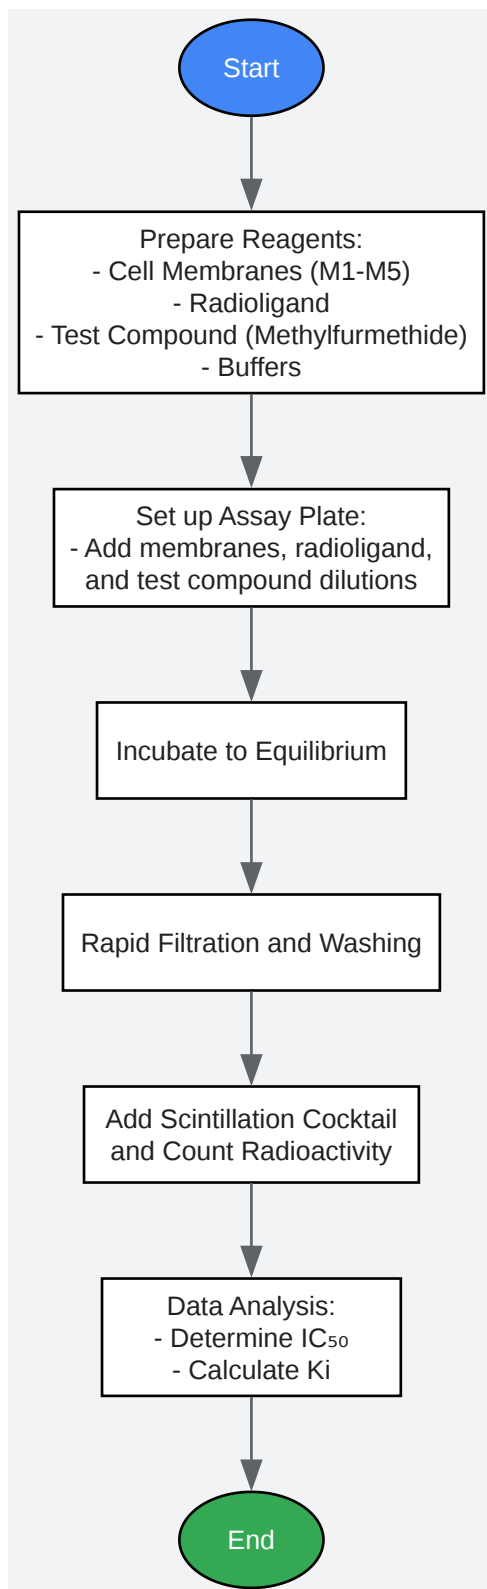 Start
Prepare Reagents:
- Cell Membranes (M1-M5)
- Radioligand
- Test Compound (Methylfurmethide)
- Buffers
Set up Assay Plate:
- Add membranes, radioligand,
and test compound dilutions
Incubate to Equilibrium
Rapid Filtration and Washing
Add Scintillation Cocktail
and Count Radioactivity
Data Analysis:
- Determine IC₅₀
- Calculate Ki
End